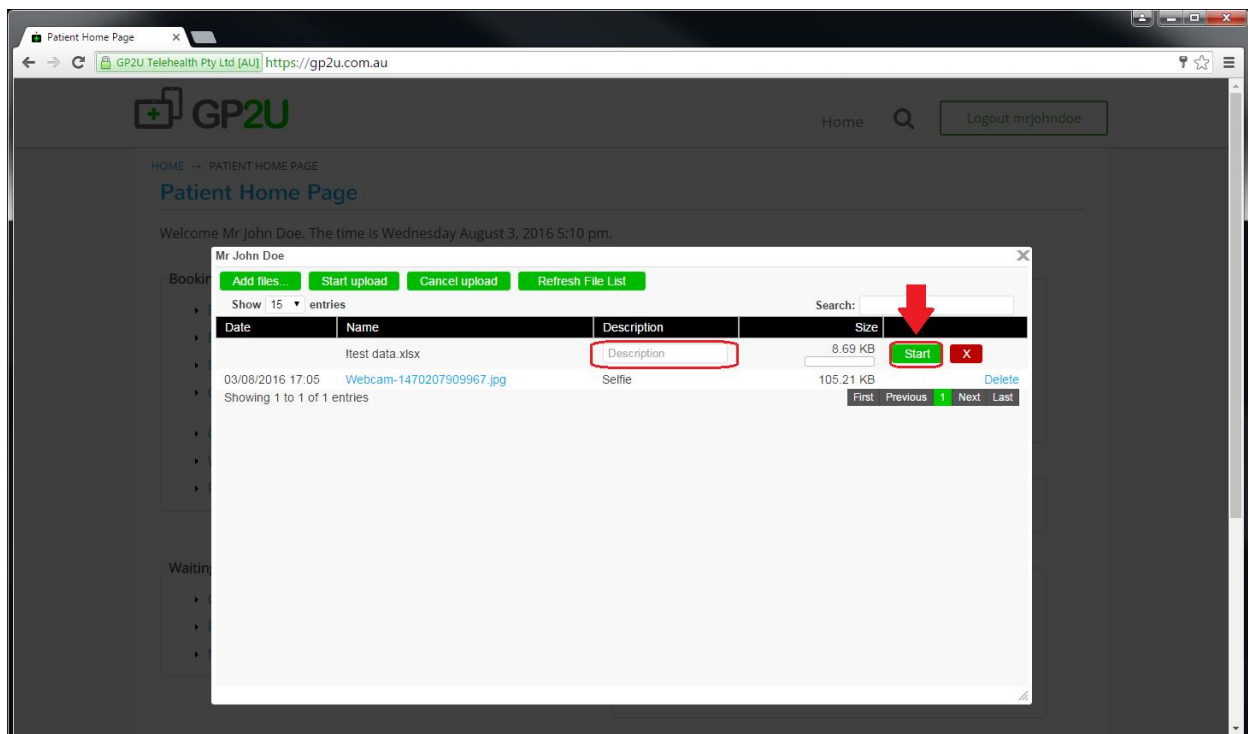 Patient Home Page
GP2U Telehealth Pty Ltd [AU] https://gp2u.com.au
GP2U
Home
Logout mrjohndoe
HOME → PATIENT HOME PAGE
Patient Home Page
Welcome Mr John Doe. The time is Wednesday August 3, 2016 5:10 pm.
Mr John Doe
Add files... Start upload Cancel upload Refresh File List
Show 15 entries Search:
Date Name Description Size
!test data.xlsx Description 8.69 KB Start X
03/08/2016 17:05 Webcam-1470207909967.jpg Selfie 105.21 KB Delete
Showing 1 to 1 of 1 entries First Previous 1 Next Last